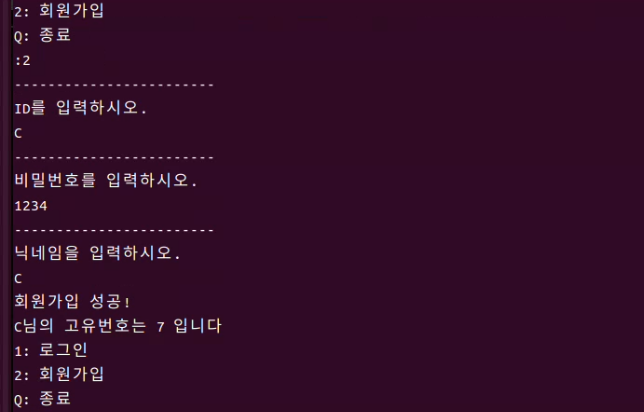 2: 회원가입
Q: 종료
:2
------------------------
ID를 입력하시오.
C
------------------------
비밀번호를 입력하시오.
1234
------------------------
닉네임을 입력하시오.
C
회원가입 성공!
C님의 고유번호는 7 입니다
1: 로그인
2: 회원가입
Q: 종료